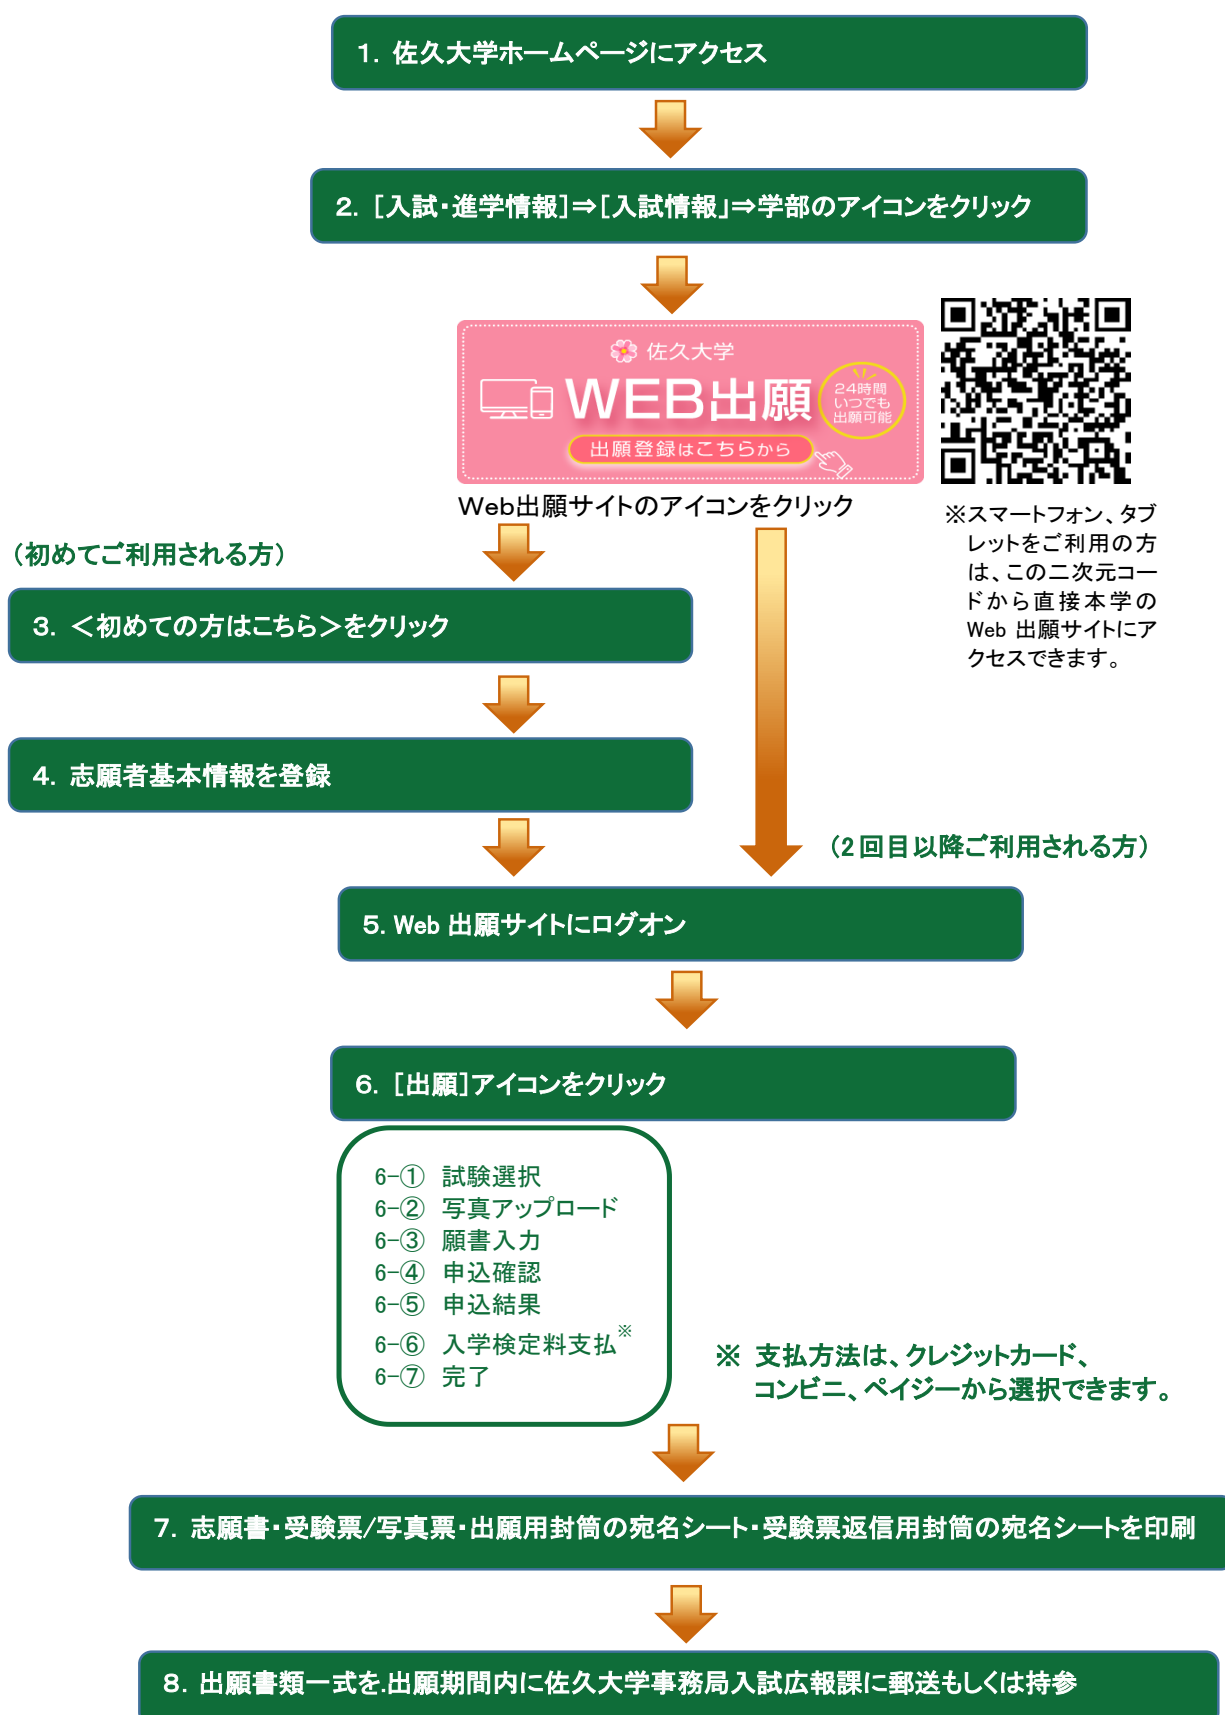 １．佐久大学ホームページにアクセス
２．［入試・進学情報］⇒［入試情報」⇒学部のアイコンをクリック
佐久大学
WEB出願
24時間
いつでも
出願可能
出願登録はこちらから
Web出願サイトのアイコンをクリック
※スマートフォン、タブ
レットをご利用の方
は、この二次元コー
ドから直接本学の
Web 出願サイトにア
クセスできます。
（初めてご利用される方）
３．＜初めての方はこちら＞をクリック
４．志願者基本情報を登録
（2回目以降ご利用される方）
５．Web 出願サイトにログオン
６．［出願］アイコンをクリック
6-① 試験選択
6-② 写真アップロード
6-③ 願書入力
6-④ 申込確認
6-⑤ 申込結果
6-⑥ 入学検定料支払※
6-⑦ 完了
※ 支払方法は、クレジットカード、
コンビニ、ペイジーから選択できます。
７．志願書・受験票/写真票・出願用封筒の宛名シート・受験票返信用封筒の宛名シートを印刷
８．出願書類一式を.出願期間内に佐久大学事務局入試広報課に郵送もしくは持参